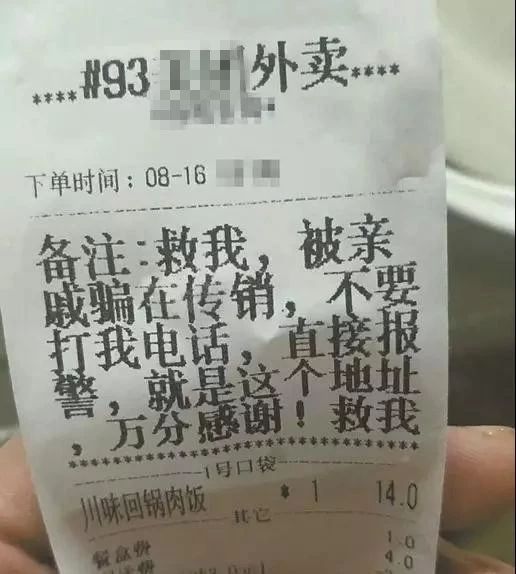 ....#93 外卖....
下单时间：08-16
备注：救我，被亲
戚骗在传销，不要
打我电话，直接报
警，就是这个地址
，万分感谢！救我
********************************
1号口袋
川味回锅肉饭 * 1 14.0
其它
餐盒费 1.0
4.0